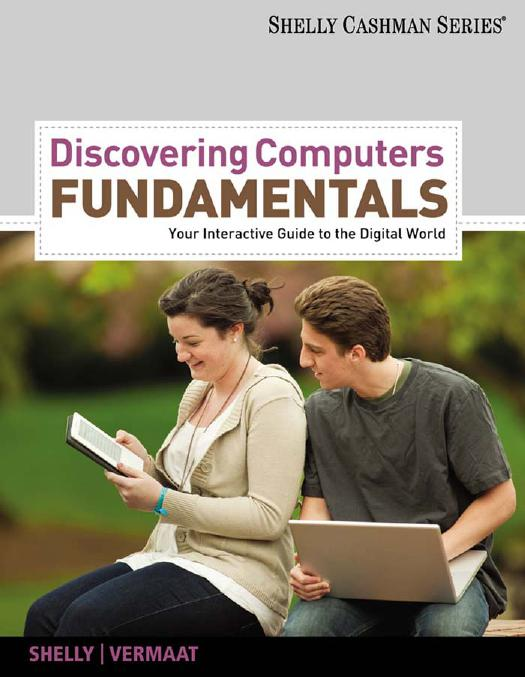 SHELLY CASHMAN SERIES®
Discovering Computers
FUNDAMENTALS
Your Interactive Guide to the Digital World
SHELLY | VERMAAT